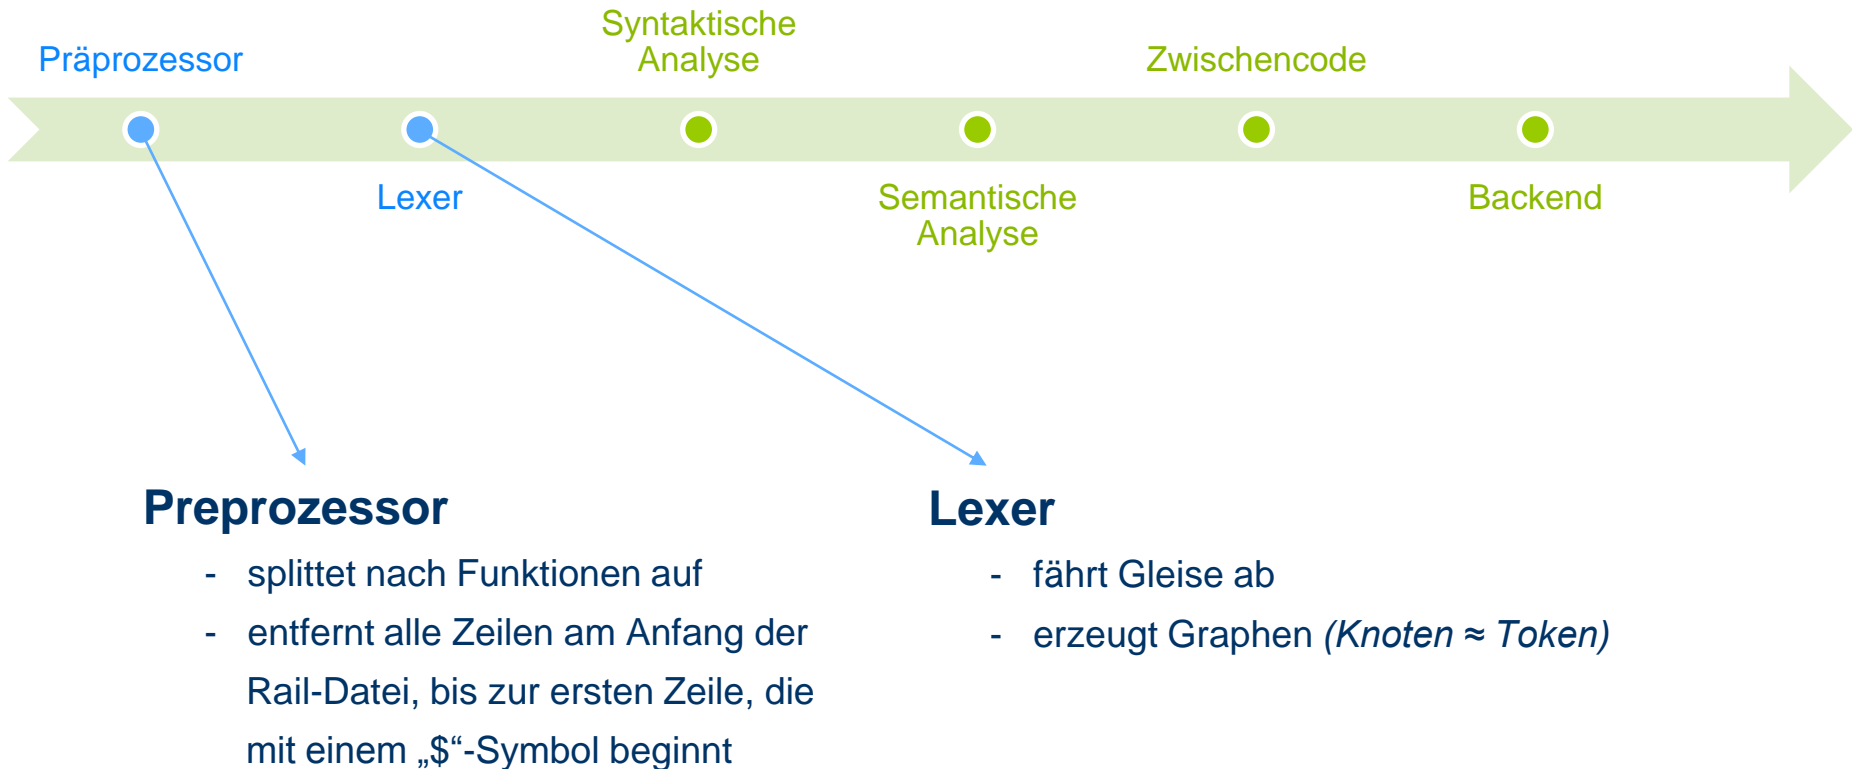 Präprozessor
Syntaktische
Analyse
Zwischencode
Lexer
Semantische
Analyse
Backend
Preprozessor
- splittet nach Funktionen auf
- entfernt alle Zeilen am Anfang der
Rail-Datei, bis zur ersten Zeile, die
mit einem „$“-Symbol beginnt
Lexer
- fährt Gleise ab
- erzeugt Graphen (Knoten ≈ Token)